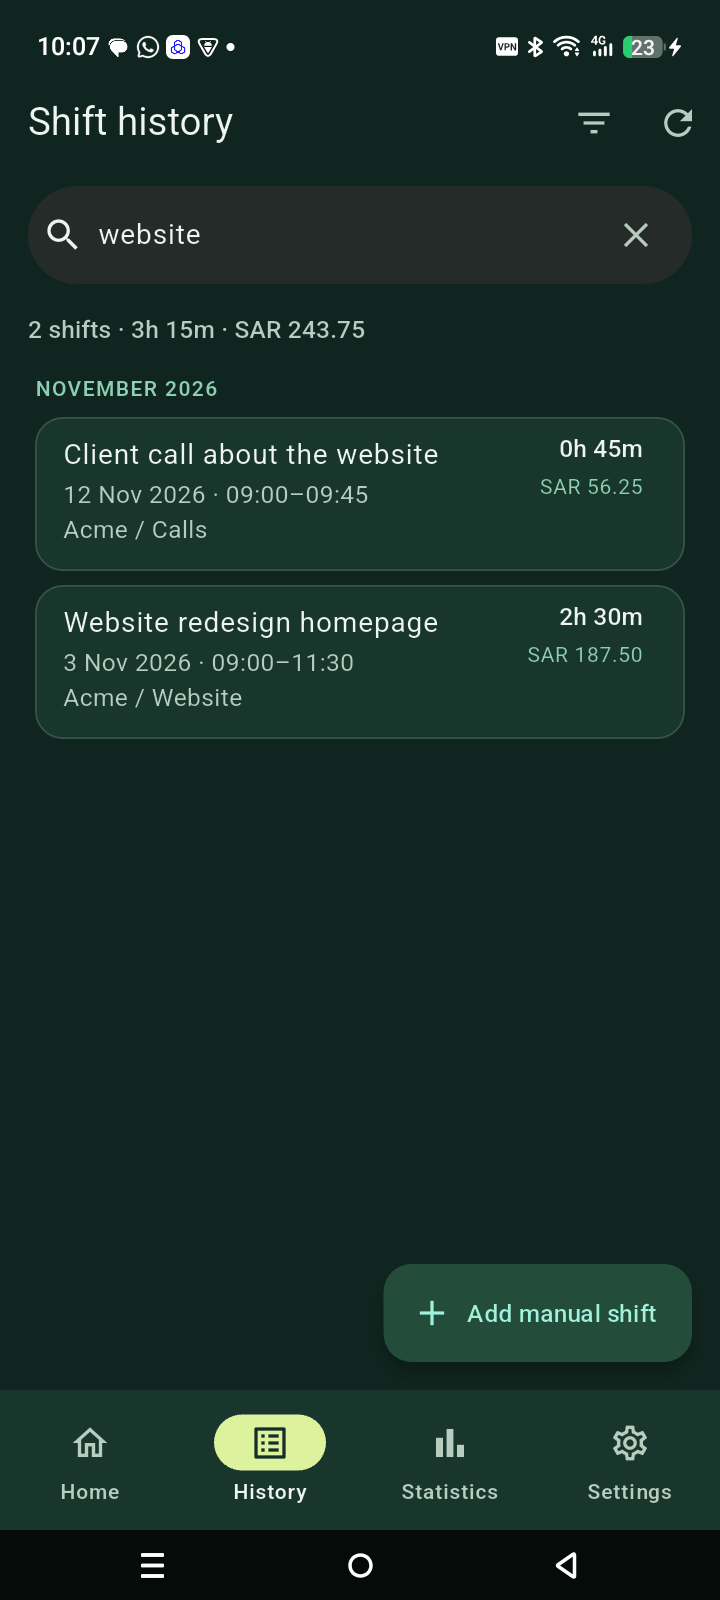 10:07
VPN 4G 23
Shift history
website
2 shifts · 3h 15m · SAR 243.75
NOVEMBER 2026
Client call about the website
0h 45m
12 Nov 2026 · 09:00–09:45
SAR 56.25
Acme / Calls
Website redesign homepage
2h 30m
3 Nov 2026 · 09:00–11:30
SAR 187.50
Acme / Website
Add manual shift
Home
History
Statistics
Settings